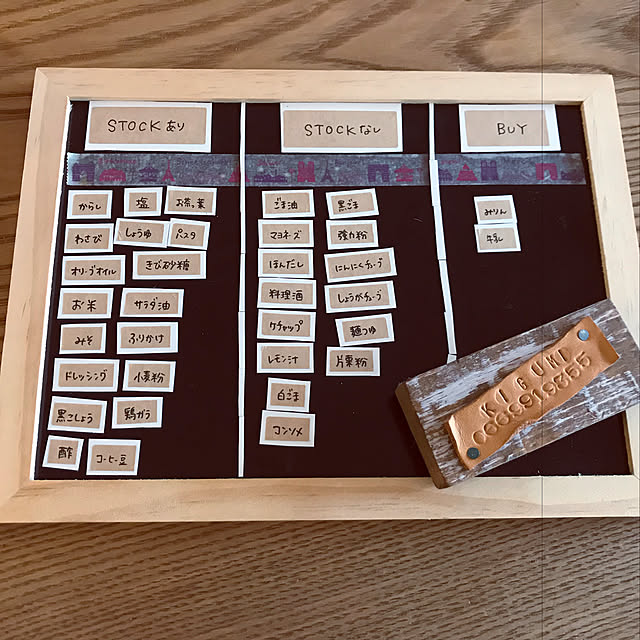 STOCKあり
STOCKなし
BUY
からし
塩
お茶っ葉
わさび
しょうゆ
パスタ
オリーブオイル
きび砂糖
お米
サラダ油
みそ
ふりかけ
ドレッシング
小麦粉
黒こしょう
鶏ガラ
酢
コーヒー豆
ごま油
黒ごま
マヨネーズ
強力粉
ほんだし
にんにくチューブ
料理酒
しょうがチューブ
ケチャップ
麺つゆ
レモン汁
片栗粉
白ごま
コンソメ
みりん
牛乳
KIGUMI